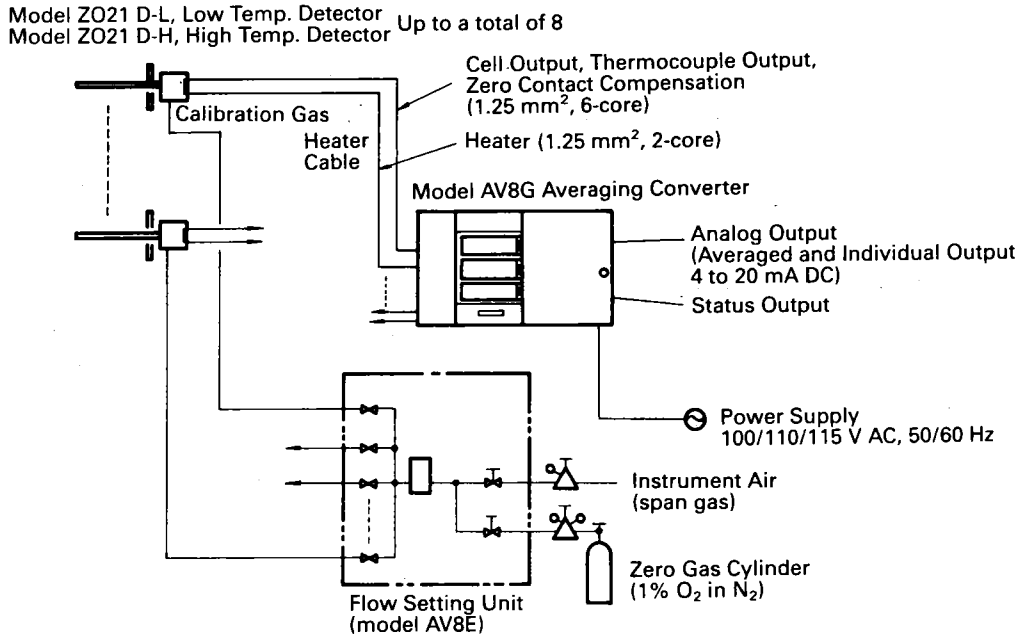 Model ZO21 D-L, Low Temp. Detector
Model ZO21 D-H, High Temp. Detector
Up to a total of 8
Cell Output, Thermocouple Output,
Zero Contact Compensation
(1.25 mm², 6-core)
Calibration Gas
Heater
Cable
Heater (1.25 mm², 2-core)
Model AV8G Averaging Converter
Analog Output
(Averaged and Individual Output
4 to 20 mA DC)
Status Output
Power Supply
100/110/115 V AC, 50/60 Hz
Instrument Air
(span gas)
Zero Gas Cylinder
(1% O₂ in N₂)
Flow Setting Unit
(model AV8E)